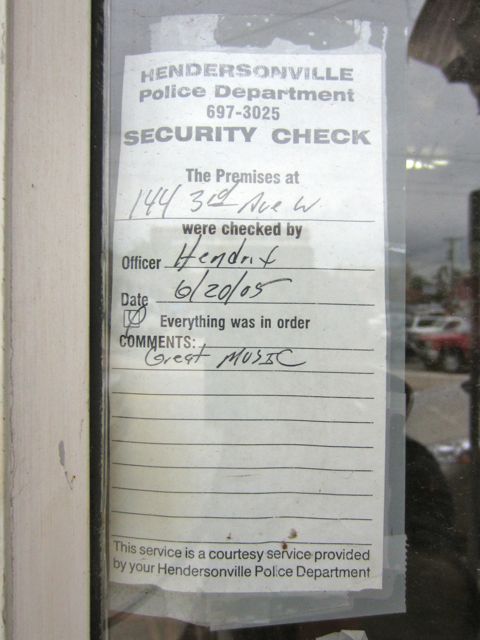 HENDERSONVILLE
Police Department
697-3025
SECURITY CHECK
The Premises at
144 3rd Ave W.
were checked by
Officer Hendrix
Date 6/20/05
Everything was in order
COMMENTS:
Great MUSIC
This service is a courtesy service provided
by your Hendersonville Police Department